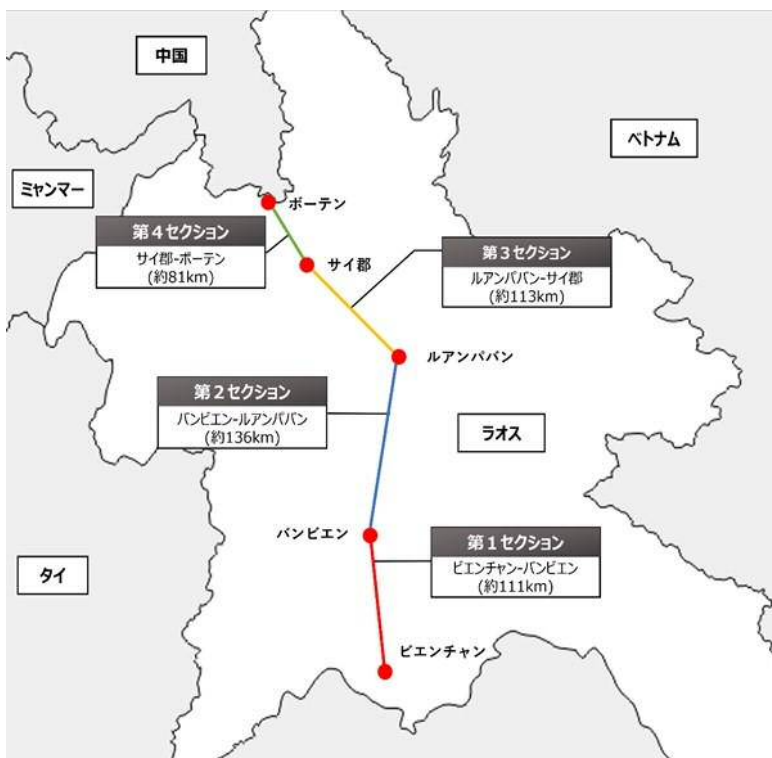 中国
ベトナム
ミャンマー
ボーテン
第4セクション
サイ郡-ボーテン
(約81km)
サイ郡
第3セクション
ルアンパバン-サイ郡
(約113km)
ルアンパバン
第2セクション
バンビエン-ルアンパバン
(約136km)
ラオス
バンビエン
第1セクション
ビエンチャン-バンビエン
(約111km)
タイ
ビエンチャン